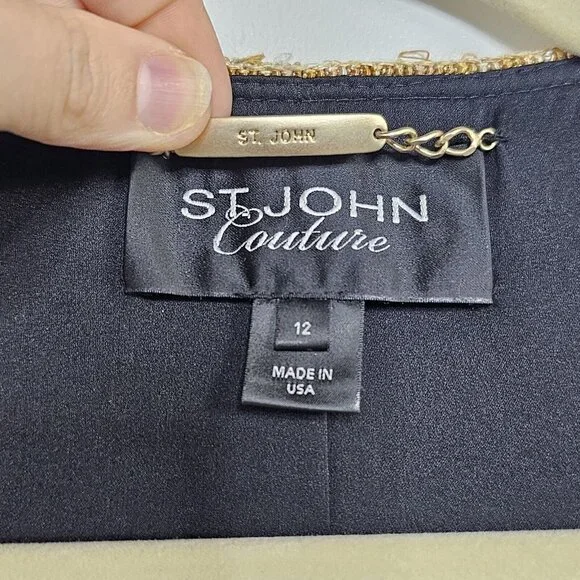 ST. JOHN
ST. JOHN
Couture
12
MADE IN
USA